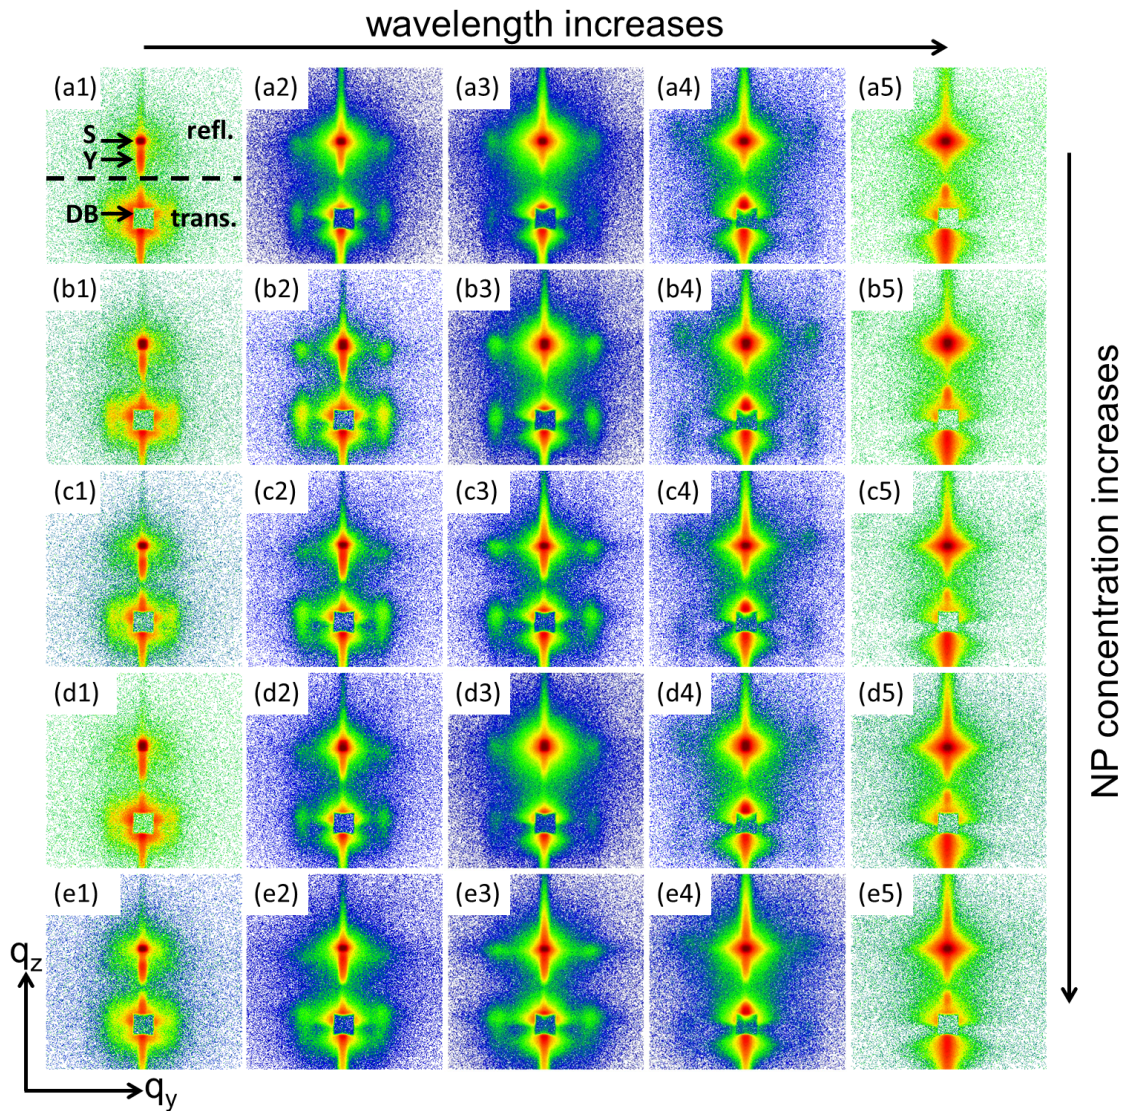 wavelength increases
(a1) (a2) (a3) (a4) (a5)
S refl.
Y
DB trans.
(b1) (b2) (b3) (b4) (b5)
(c1) (c2) (c3) (c4) (c5)
(d1) (d2) (d3) (d4) (d5)
(e1) (e2) (e3) (e4) (e5)
qz
qy
NP concentration increases